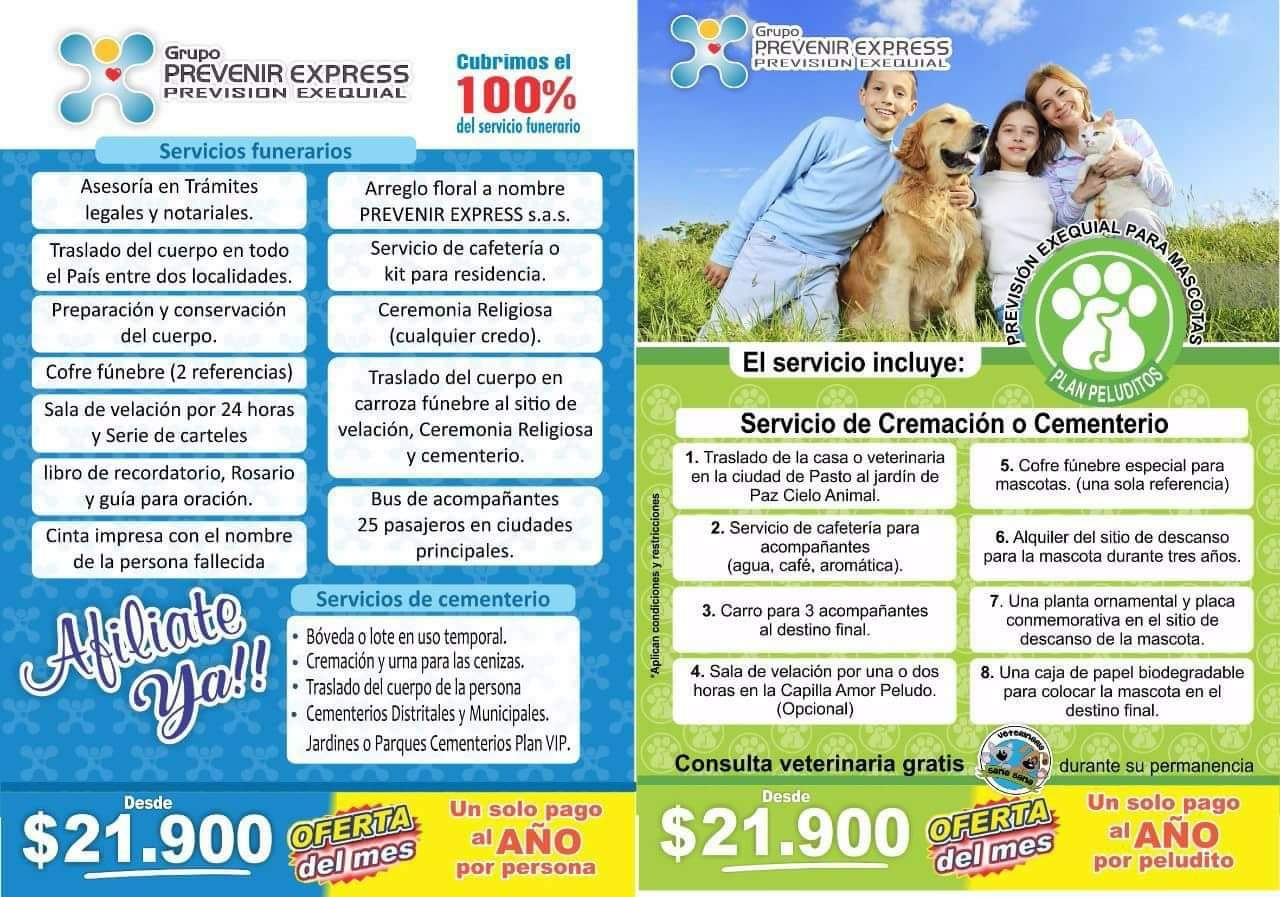 Grupo
PREVENIR EXPRESS
PREVISION EXEQUIAL
Cubrimos el
100%
del servicio funerario
Servicios funerarios
Asesoría en Trámites
legales y notariales.
Traslado del cuerpo en todo
el País entre dos localidades.
Preparación y conservación
del cuerpo.
Cofre fúnebre (2 referencias)
Sala de velación por 24 horas
y Serie de carteles
libro de recordatorio, Rosario
y guía para oración.
Cinta impresa con el nombre
de la persona fallecida
Arreglo floral a nombre
PREVENIR EXPRESS s.a.s.
Servicio de cafetería o
kit para residencia.
Ceremonia Religiosa
(cualquier credo).
Traslado del cuerpo en
carroza fúnebre al sitio de
velación, Ceremonia Religiosa
y cementerio.
Bus de acompañantes
25 pasajeros en ciudades
principales.
Afiliate
Ya!!
Servicios de cementerio
• Bóveda o lote en uso temporal.
• Cremación y urna para las cenizas.
• Traslado del cuerpo de la persona
• Cementerios Distritales y Municipales.
Jardines o Parques Cementerios Plan VIP.
Desde
$21.900
OFERTA
del mes
Un solo pago
al AÑO
por persona
Grupo
PREVENIR EXPRESS
PREVISION EXEQUIAL
PREVISIÓN EXEQUIAL PARA MASCOTAS
PLAN PELUDITOS
El servicio incluye:
Servicio de Cremación o Cementerio
1. Traslado de la casa o veterinaria
en la ciudad de Pasto al jardín de
Paz Cielo Animal.
2. Servicio de cafetería para
acompañantes
(agua, café, aromática).
3. Carro para 3 acompañantes
al destino final.
4. Sala de velación por una o dos
horas en la Capilla Amor Peludo.
(Opcional)
5. Cofre fúnebre especial para
mascotas. (una sola referencia)
6. Alquiler del sitio de descanso
para la mascota durante tres años.
7. Una planta ornamental y placa
conmemorativa en el sitio de
descanso de la mascota.
8. Una caja de papel biodegradable
para colocar la mascota en el
destino final.
*Aplican condiciones y restricciones
Consulta veterinaria gratis
Veterinaria
Sana Sana
durante su permanencia
Desde
$21.900
OFERTA
del mes
Un solo pago
al AÑO
por peludito